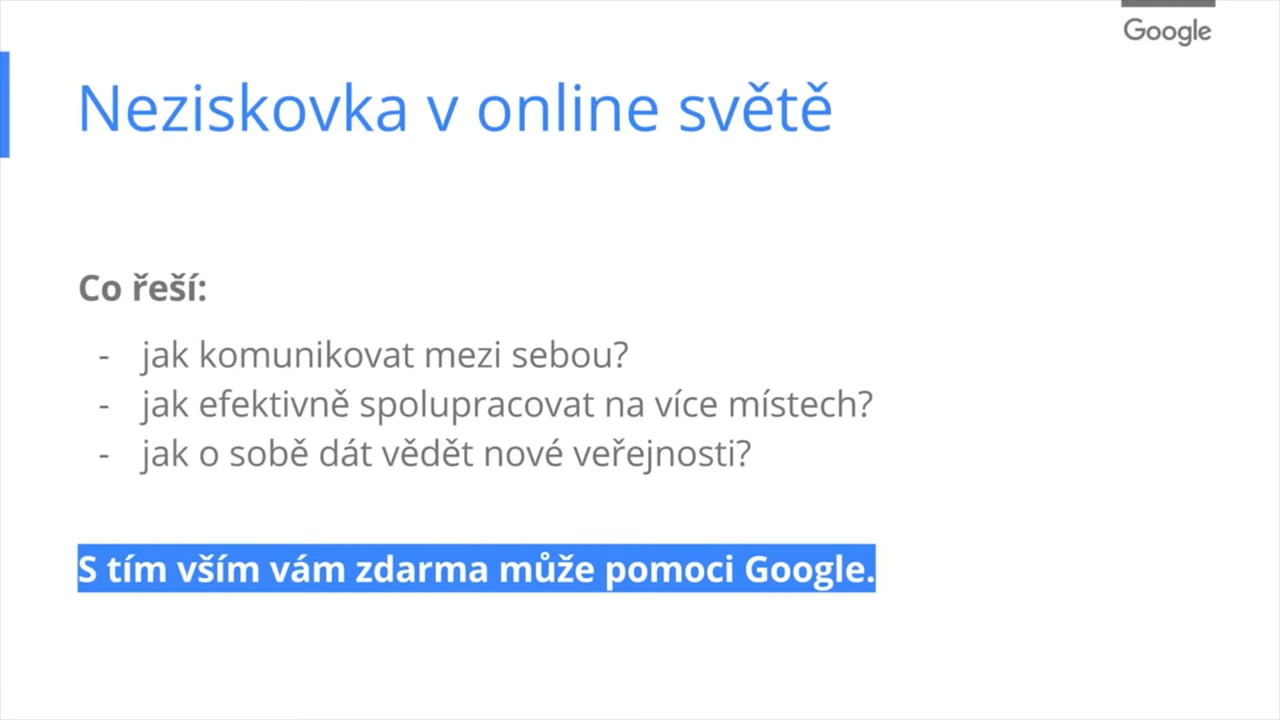 Google
Neziskovka v online světě
Co řeší:
- jak komunikovat mezi sebou?
- jak efektivně spolupracovat na více místech?
- jak o sobě dát vědět nové veřejnosti?
S tím vším vám zdarma může pomoci Google.